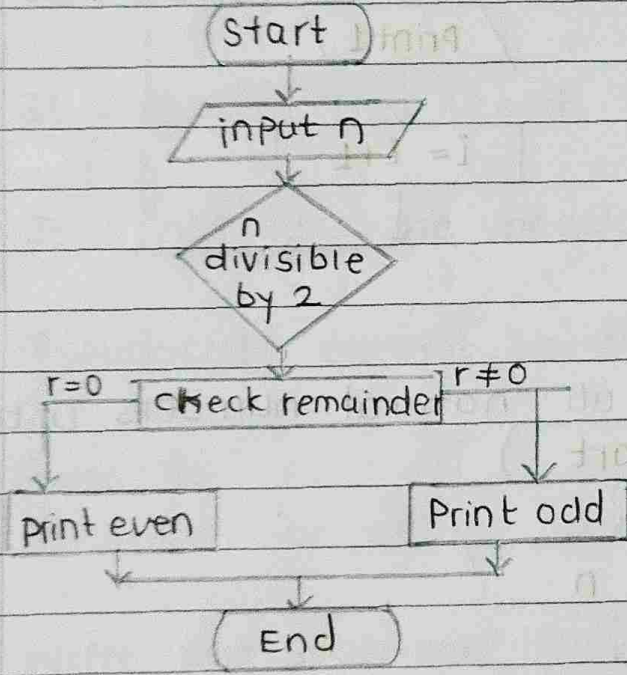 Start
input n
n
divisible
by 2
r=0
check remainder
r≠0
print even
Print odd
End